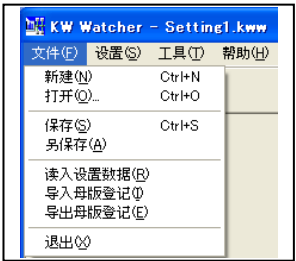 KW Watcher - Setting1.kww
文件(F) 设置(S) 工具(T) 帮助(H)
新建(N) Ctrl+N
打开(O)... Ctrl+O
保存(S) Ctrl+S
另保存(A)
读入设置数据(R)
导入母版登记(I)
导出母版登记(E)
退出(X)